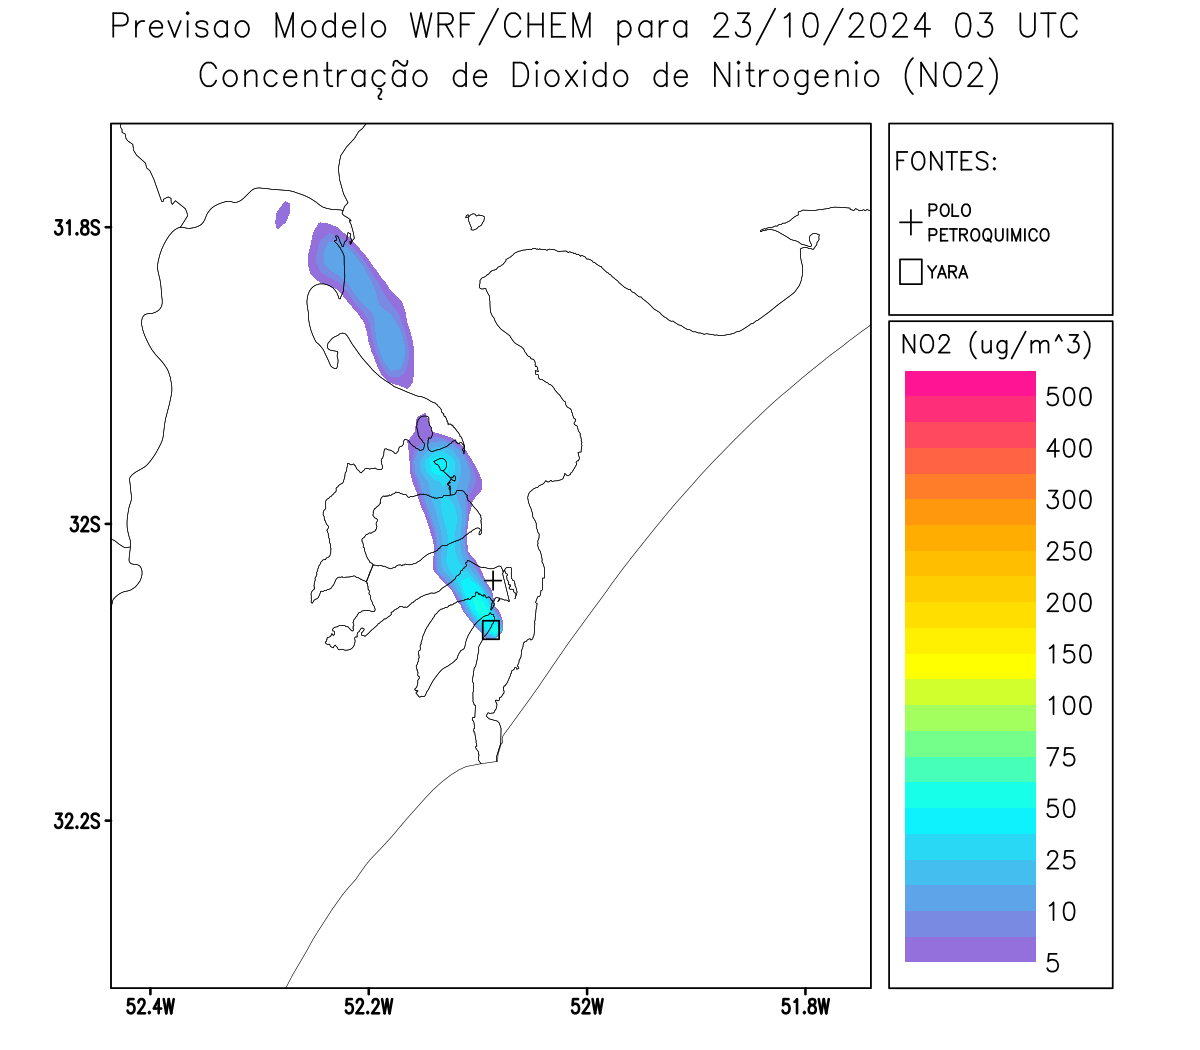 Previsao Modelo WRF/CHEM para 23/10/2024 03 UTC
Concentração de Dioxido de Nitrogenio (NO2)
FONTES:
POLO
PETROQUIMICO
YARA
NO2 (ug/m^3)
500
400
300
250
200
150
100
75
50
25
10
5
31.8S
32S
32.2S
52.4W
52.2W
52W
51.8W